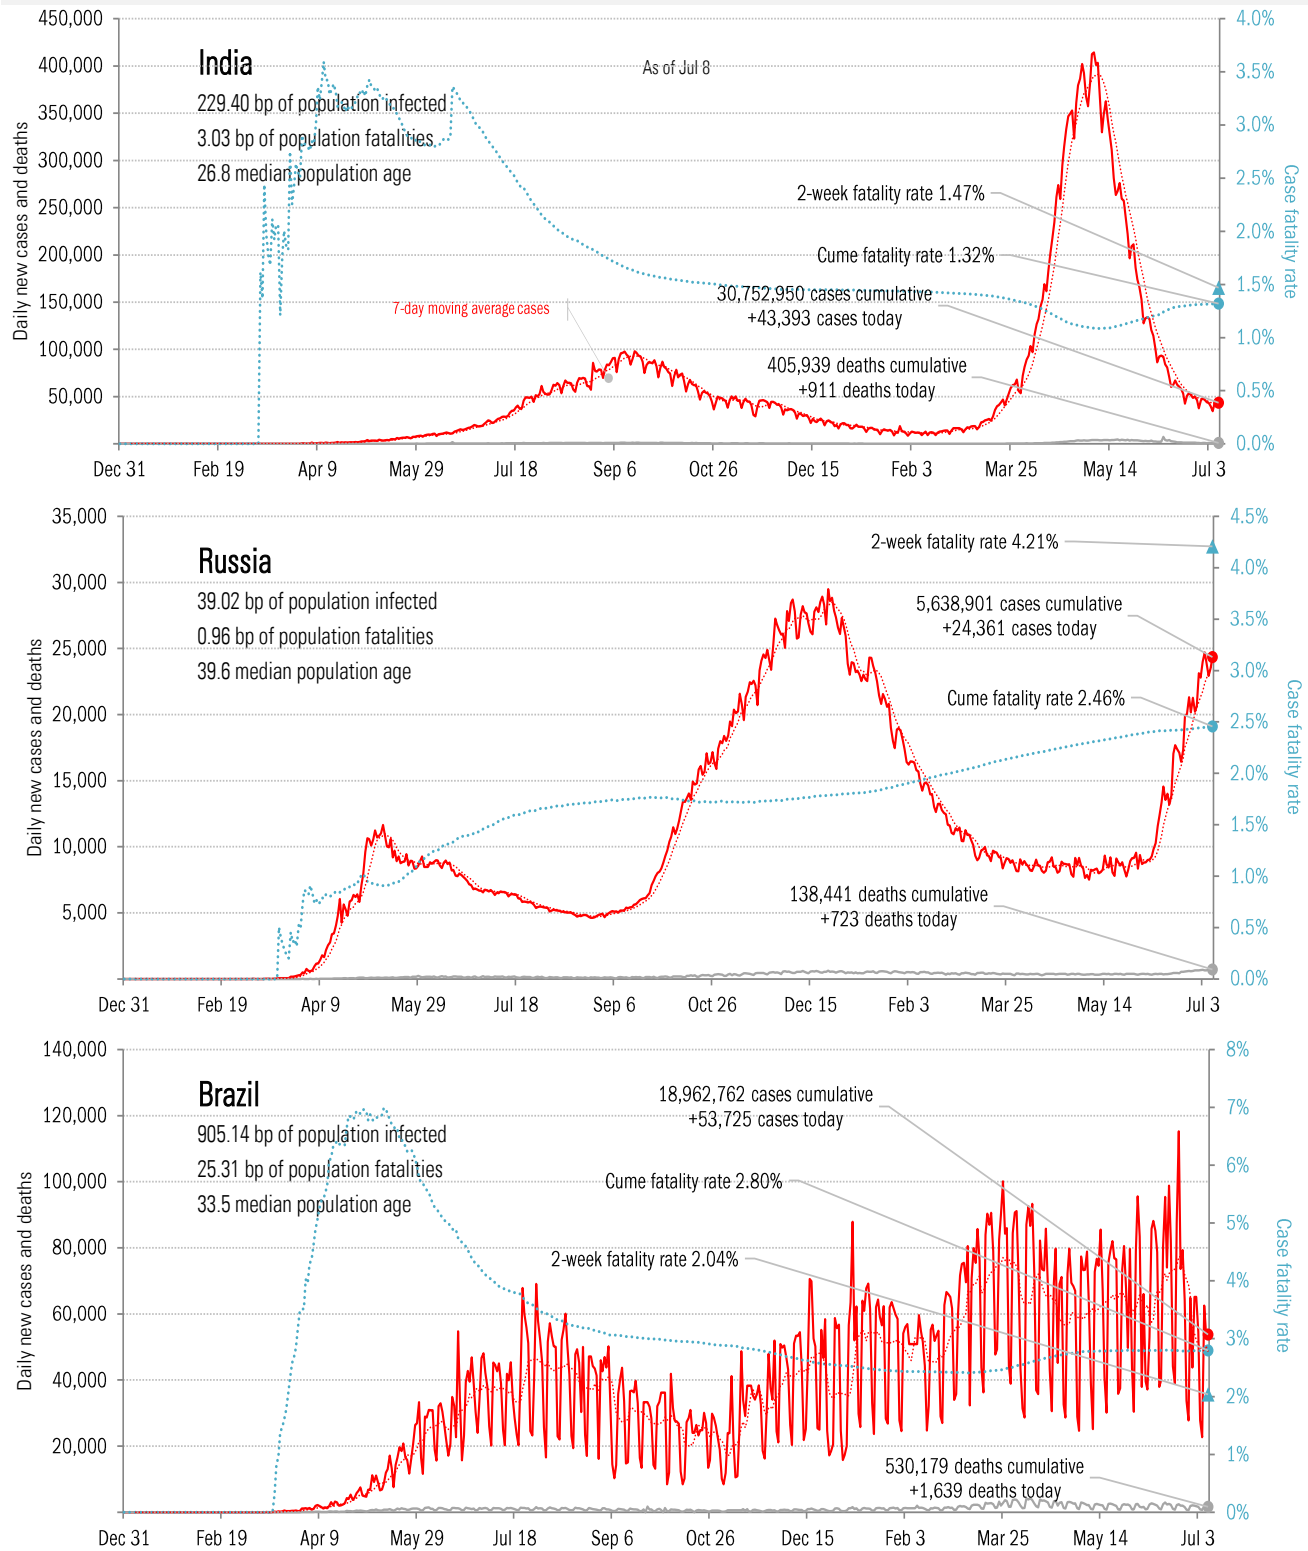 450,000
400,000
350,000
300,000
250,000
200,000
150,000
100,000
50,000
Daily new cases and deaths
India
229.40 bp of population infected
3.03 bp of population fatalities
26.8 median population age
As of Jul 8
2-week fatality rate 1.47%
Cume fatality rate 1.32%
30,752,950 cases cumulative
+43,393 cases today
7-day moving average cases
405,939 deaths cumulative
+911 deaths today
4.0%
3.5%
3.0%
2.5%
2.0%
1.5%
1.0%
0.5%
0.0%
Case fatality rate
Dec 31 Feb 19 Apr 9 May 29 Jul 18 Sep 6 Oct 26 Dec 15 Feb 3 Mar 25 May 14 Jul 3
35,000
30,000
25,000
20,000
15,000
10,000
5,000
Daily new cases and deaths
Russia
39.02 bp of population infected
0.96 bp of population fatalities
39.6 median population age
2-week fatality rate 4.21%
5,638,901 cases cumulative
+24,361 cases today
Cume fatality rate 2.46%
138,441 deaths cumulative
+723 deaths today
4.5%
4.0%
3.5%
3.0%
2.5%
2.0%
1.5%
1.0%
0.5%
0.0%
Case fatality rate
Dec 31 Feb 19 Apr 9 May 29 Jul 18 Sep 6 Oct 26 Dec 15 Feb 3 Mar 25 May 14 Jul 3
140,000
120,000
100,000
80,000
60,000
40,000
20,000
Daily new cases and deaths
Brazil
905.14 bp of population infected
25.31 bp of population fatalities
33.5 median population age
18,962,762 cases cumulative
+53,725 cases today
Cume fatality rate 2.80%
2-week fatality rate 2.04%
530,179 deaths cumulative
+1,639 deaths today
8%
7%
6%
5%
4%
3%
2%
1%
0%
Case fatality rate
Dec 31 Feb 19 Apr 9 May 29 Jul 18 Sep 6 Oct 26 Dec 15 Feb 3 Mar 25 May 14 Jul 3